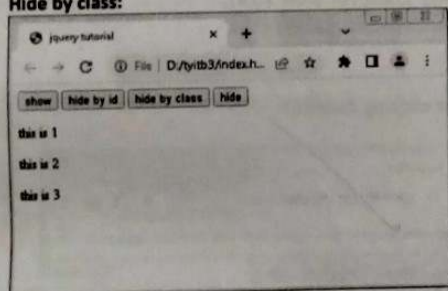 Hide by class:
jquery tutorial
File D:/tyitb3/index.h...
show hide by id hide by class hide
this is 1
this is 2
this is 3